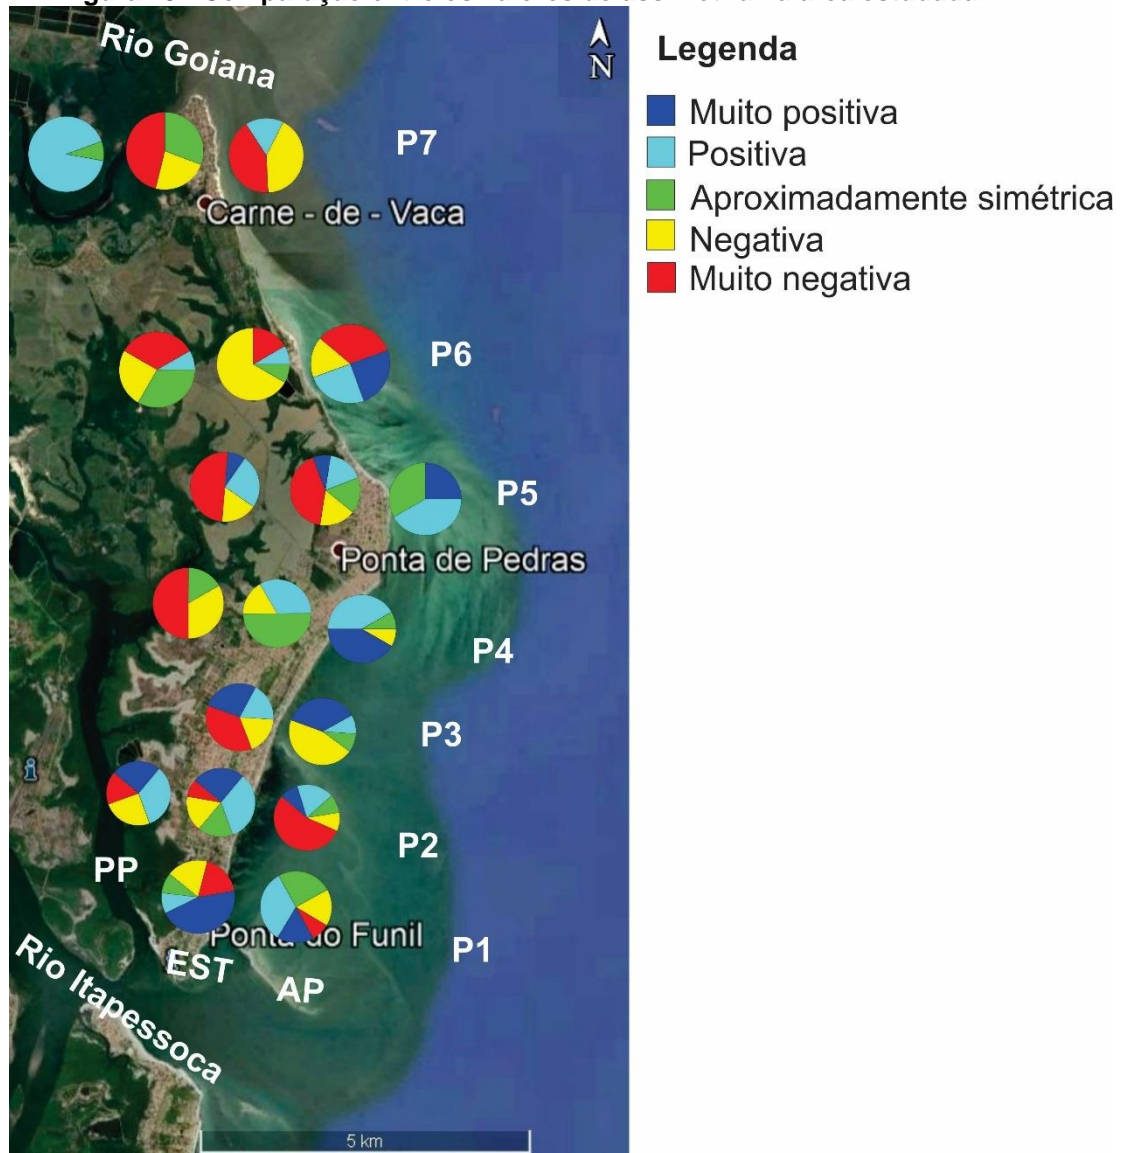 Rio Goiana
N
Legenda
Muito positiva
Positiva
Aproximadamente simétrica
Negativa
Muito negativa
P7
Carne - de - Vaca
P6
P5
Ponta de Pedras
P4
P3
P2
PP
Ponta do Funil
P1
EST
AP
Rio Itapessoca
5 km